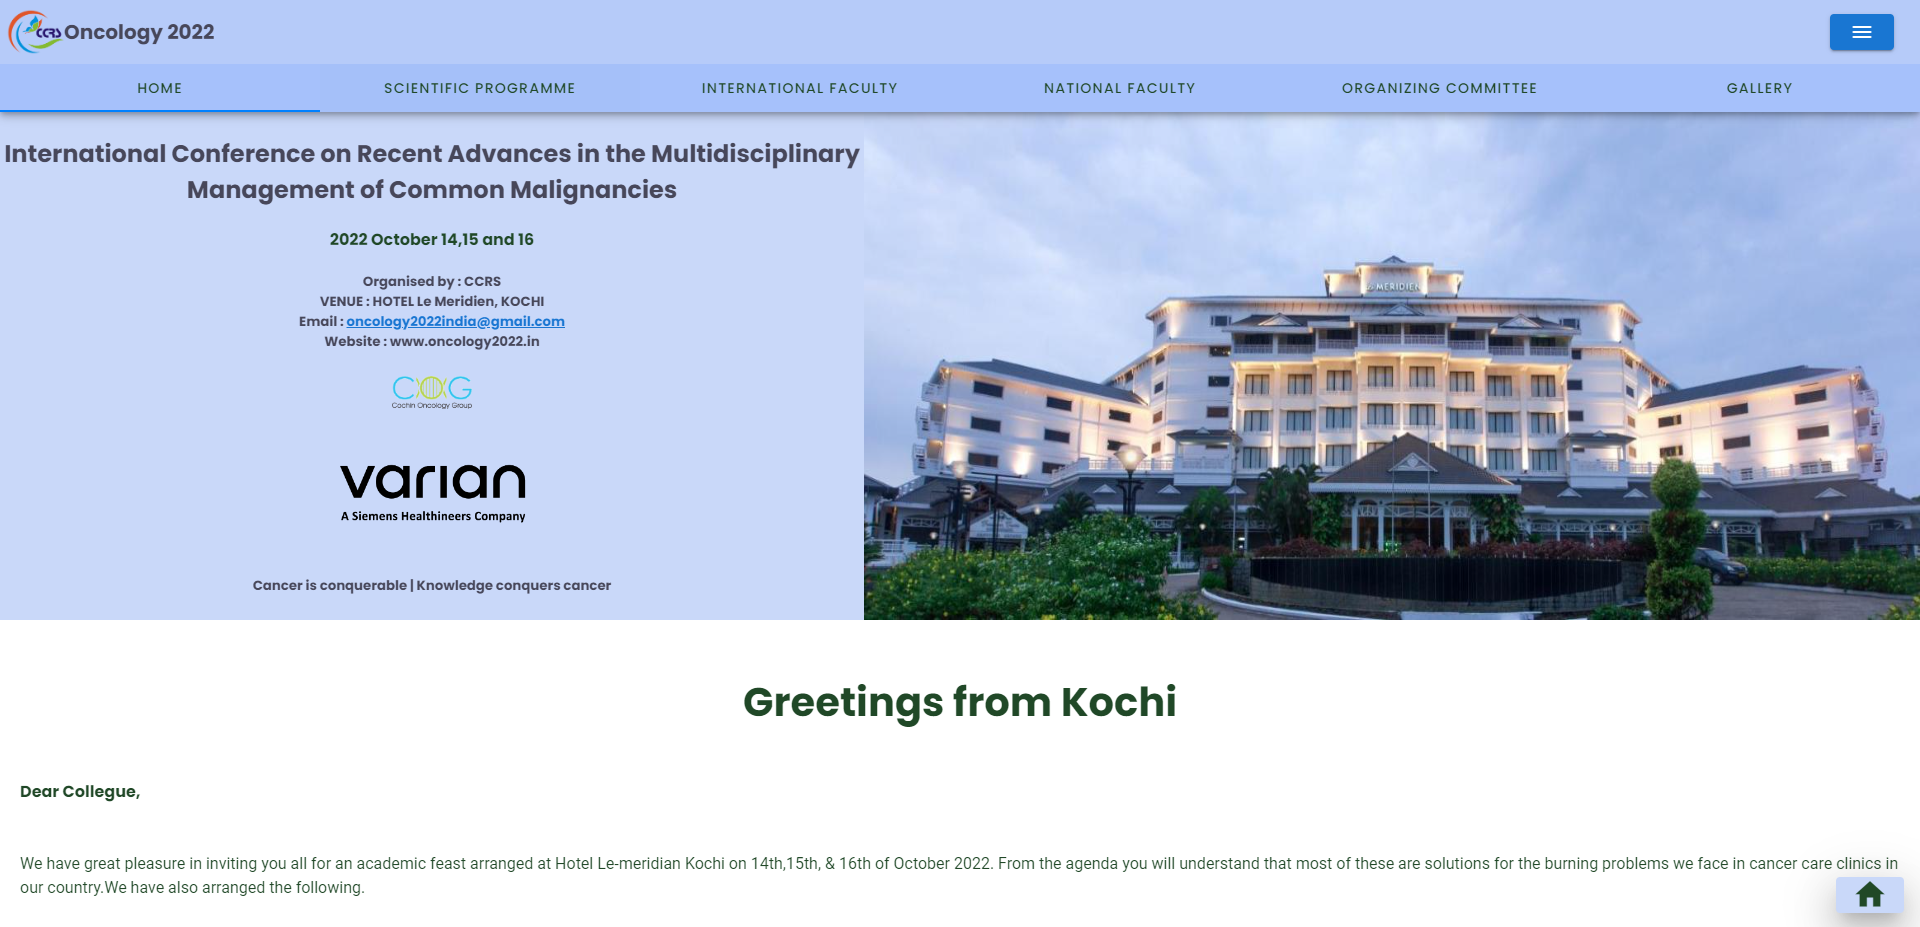 CCRS Oncology 2022
HOME SCIENTIFIC PROGRAMME INTERNATIONAL FACULTY NATIONAL FACULTY ORGANIZING COMMITTEE GALLERY
International Conference on Recent Advances in the Multidisciplinary
Management of Common Malignancies
2022 October 14,15 and 16
Organised by : CCRS
VENUE : HOTEL Le Meridien, KOCHI
Email : oncology2022india@gmail.com
Website : www.oncology2022.in
COG
Cochin Oncology Group
varian
A Siemens Healthineers Company
Cancer is conquerable | Knowledge conquers cancer
Le MERIDIEN
Greetings from Kochi
Dear Collegue,
We have great pleasure in inviting you all for an academic feast arranged at Hotel Le-meridian Kochi on 14th,15th, & 16th of October 2022. From the agenda you will understand that most of these are solutions for the burning problems we face in cancer care clinics in
our country.We have also arranged the following.